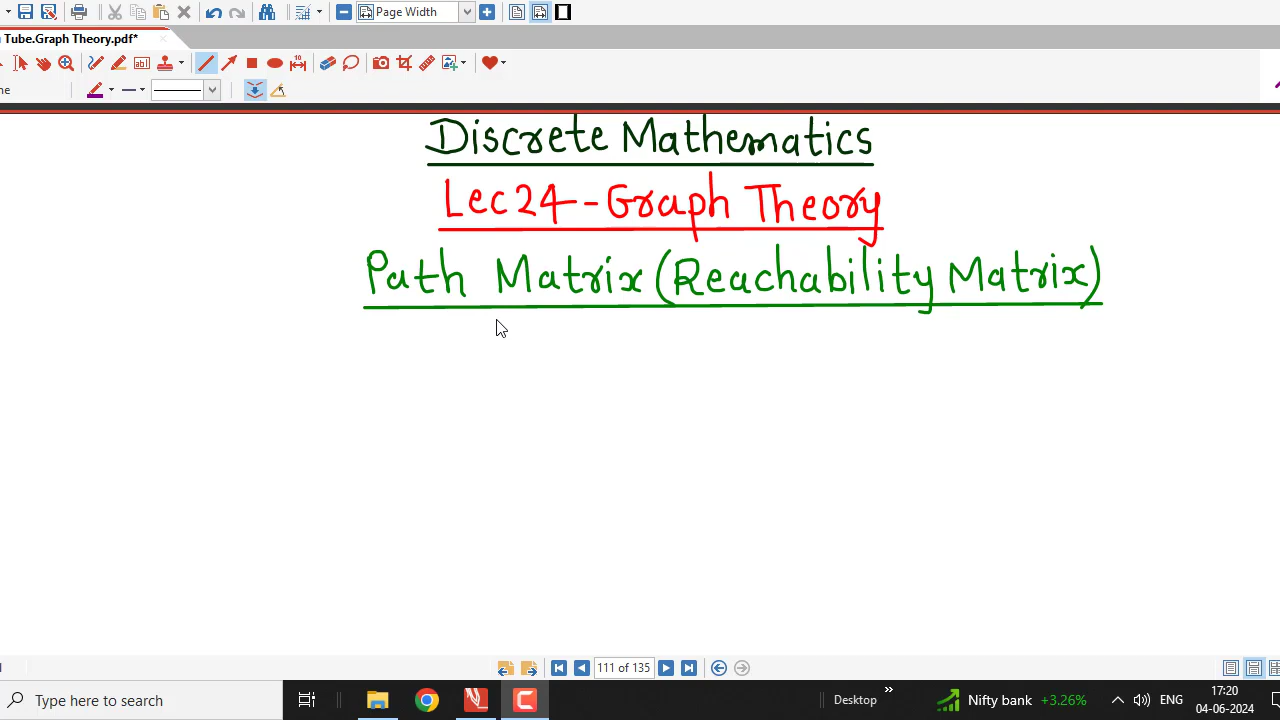 Page Width
Tube.Graph Theory.pdf*
Discrete Mathematics
Lec24-Graph Theory
Path Matrix (Reachability Matrix)
111 of 135
Type here to search
Desktop
Nifty bank +3.26%
ENG
17:20
04-06-2024